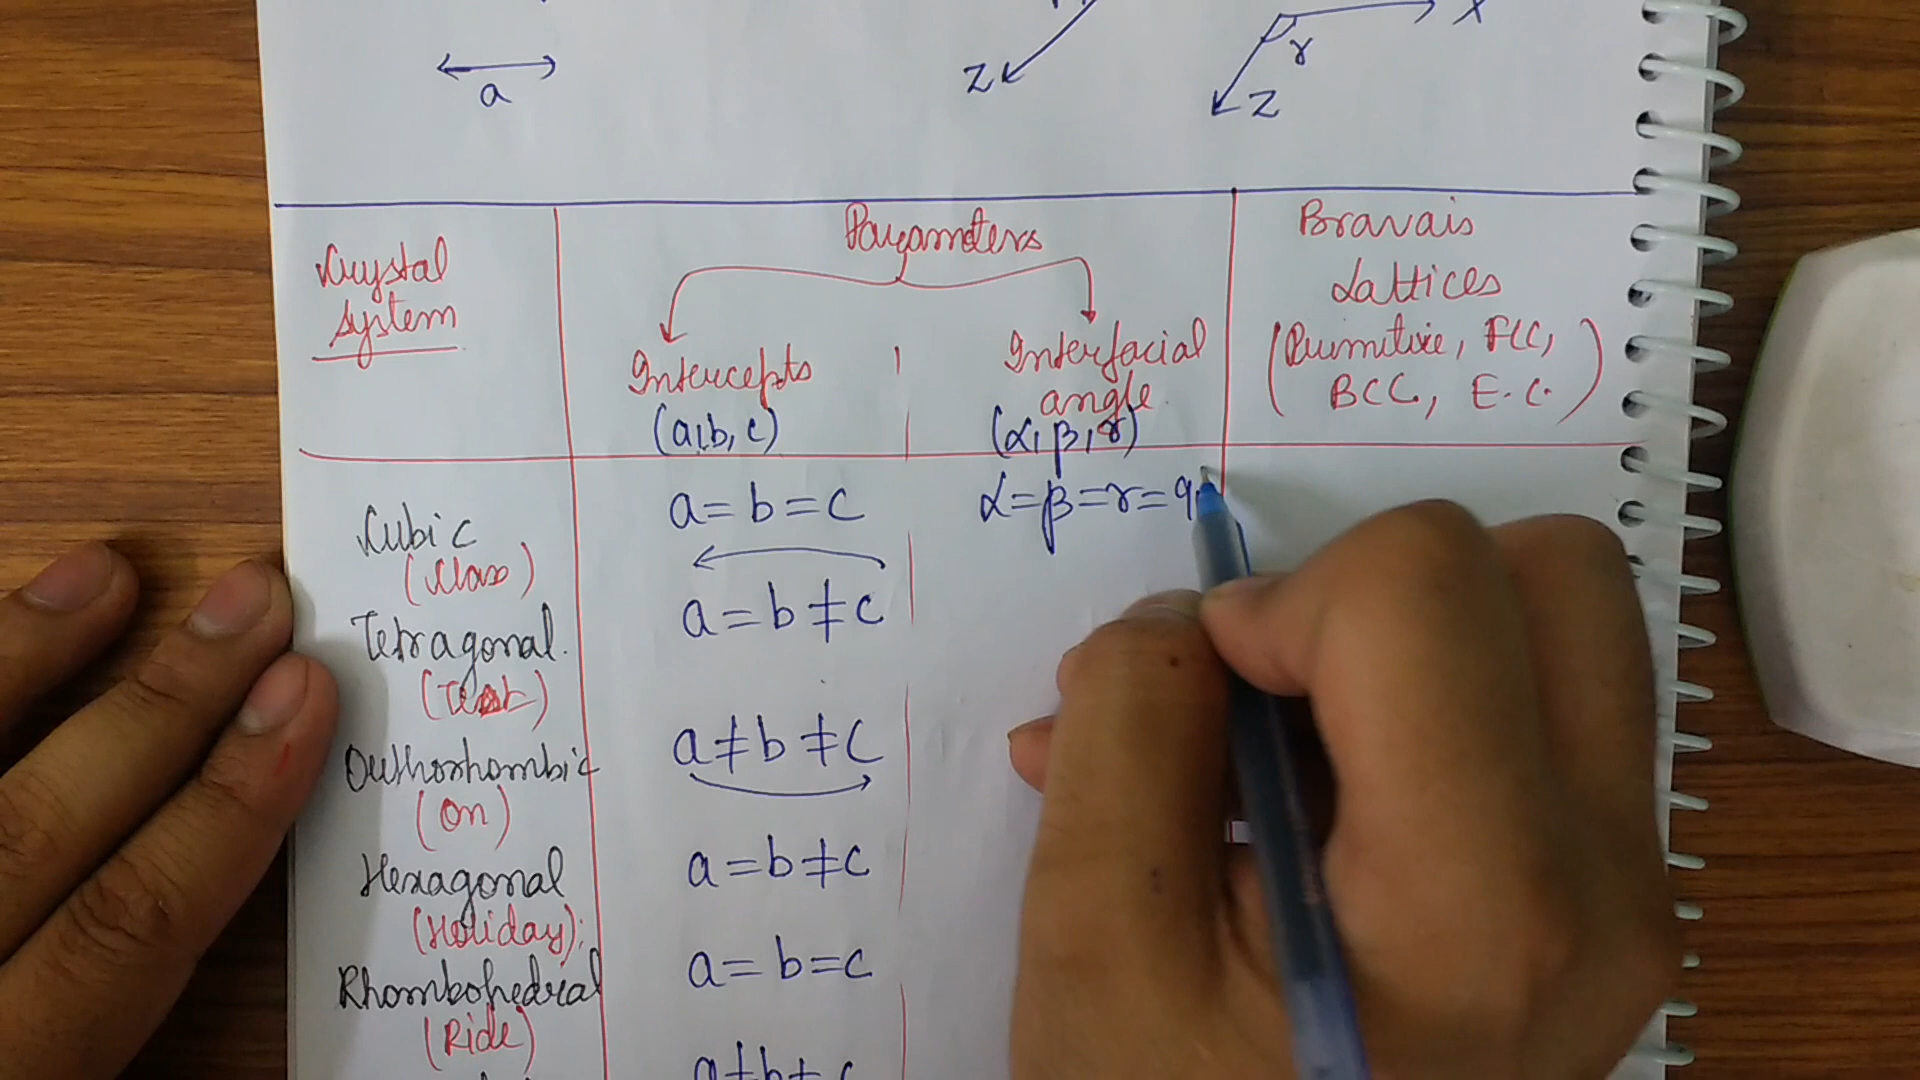 a
Z
Z
γ
X
Crystal
System
Parameters
Intercepts
(a,b,c)
Interfacial
angle
(α, β, γ)
Bravais
Lattices
(Primitive, FCC,
BCC, E.C.)
Cubic
(Class)
a = b = c
α = β = γ = 9
Tetragonal.
(Test)
a = b ≠ c
Orthorhombic
(On)
a ≠ b ≠ c
Hexagonal
(Holiday);
a = b ≠ c
Rhombohedral
(Ride)
a = b = c
a ≠ b ≠ c